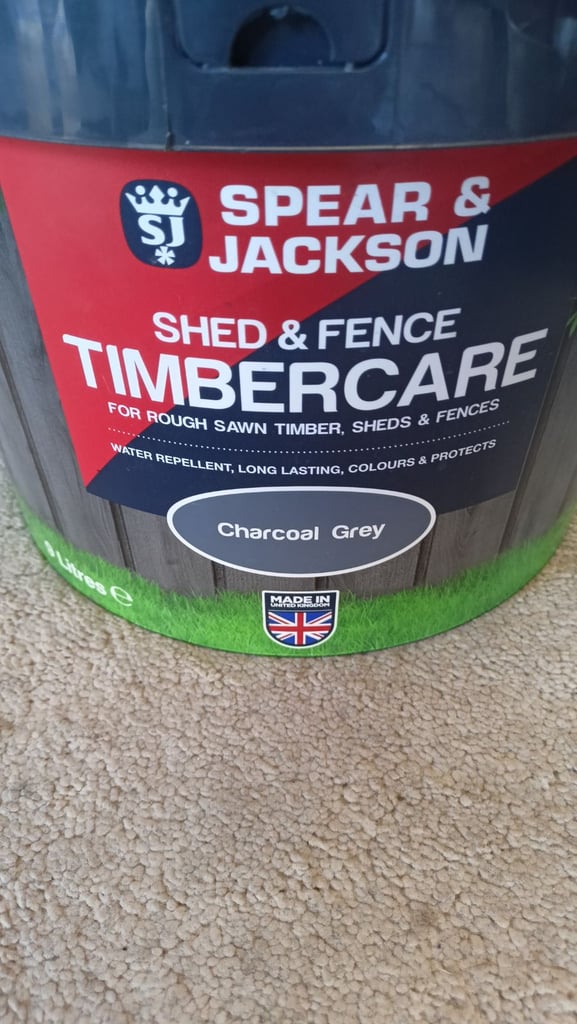 SJ
SPEAR &
JACKSON
SHED & FENCE
TIMBERCARE
FOR ROUGH SAWN TIMBER, SHEDS & FENCES
WATER REPELLENT, LONG LASTING, COLOURS & PROTECTS
Charcoal Grey
9 Litres ℮
MADE IN
UNITED KINGDOM